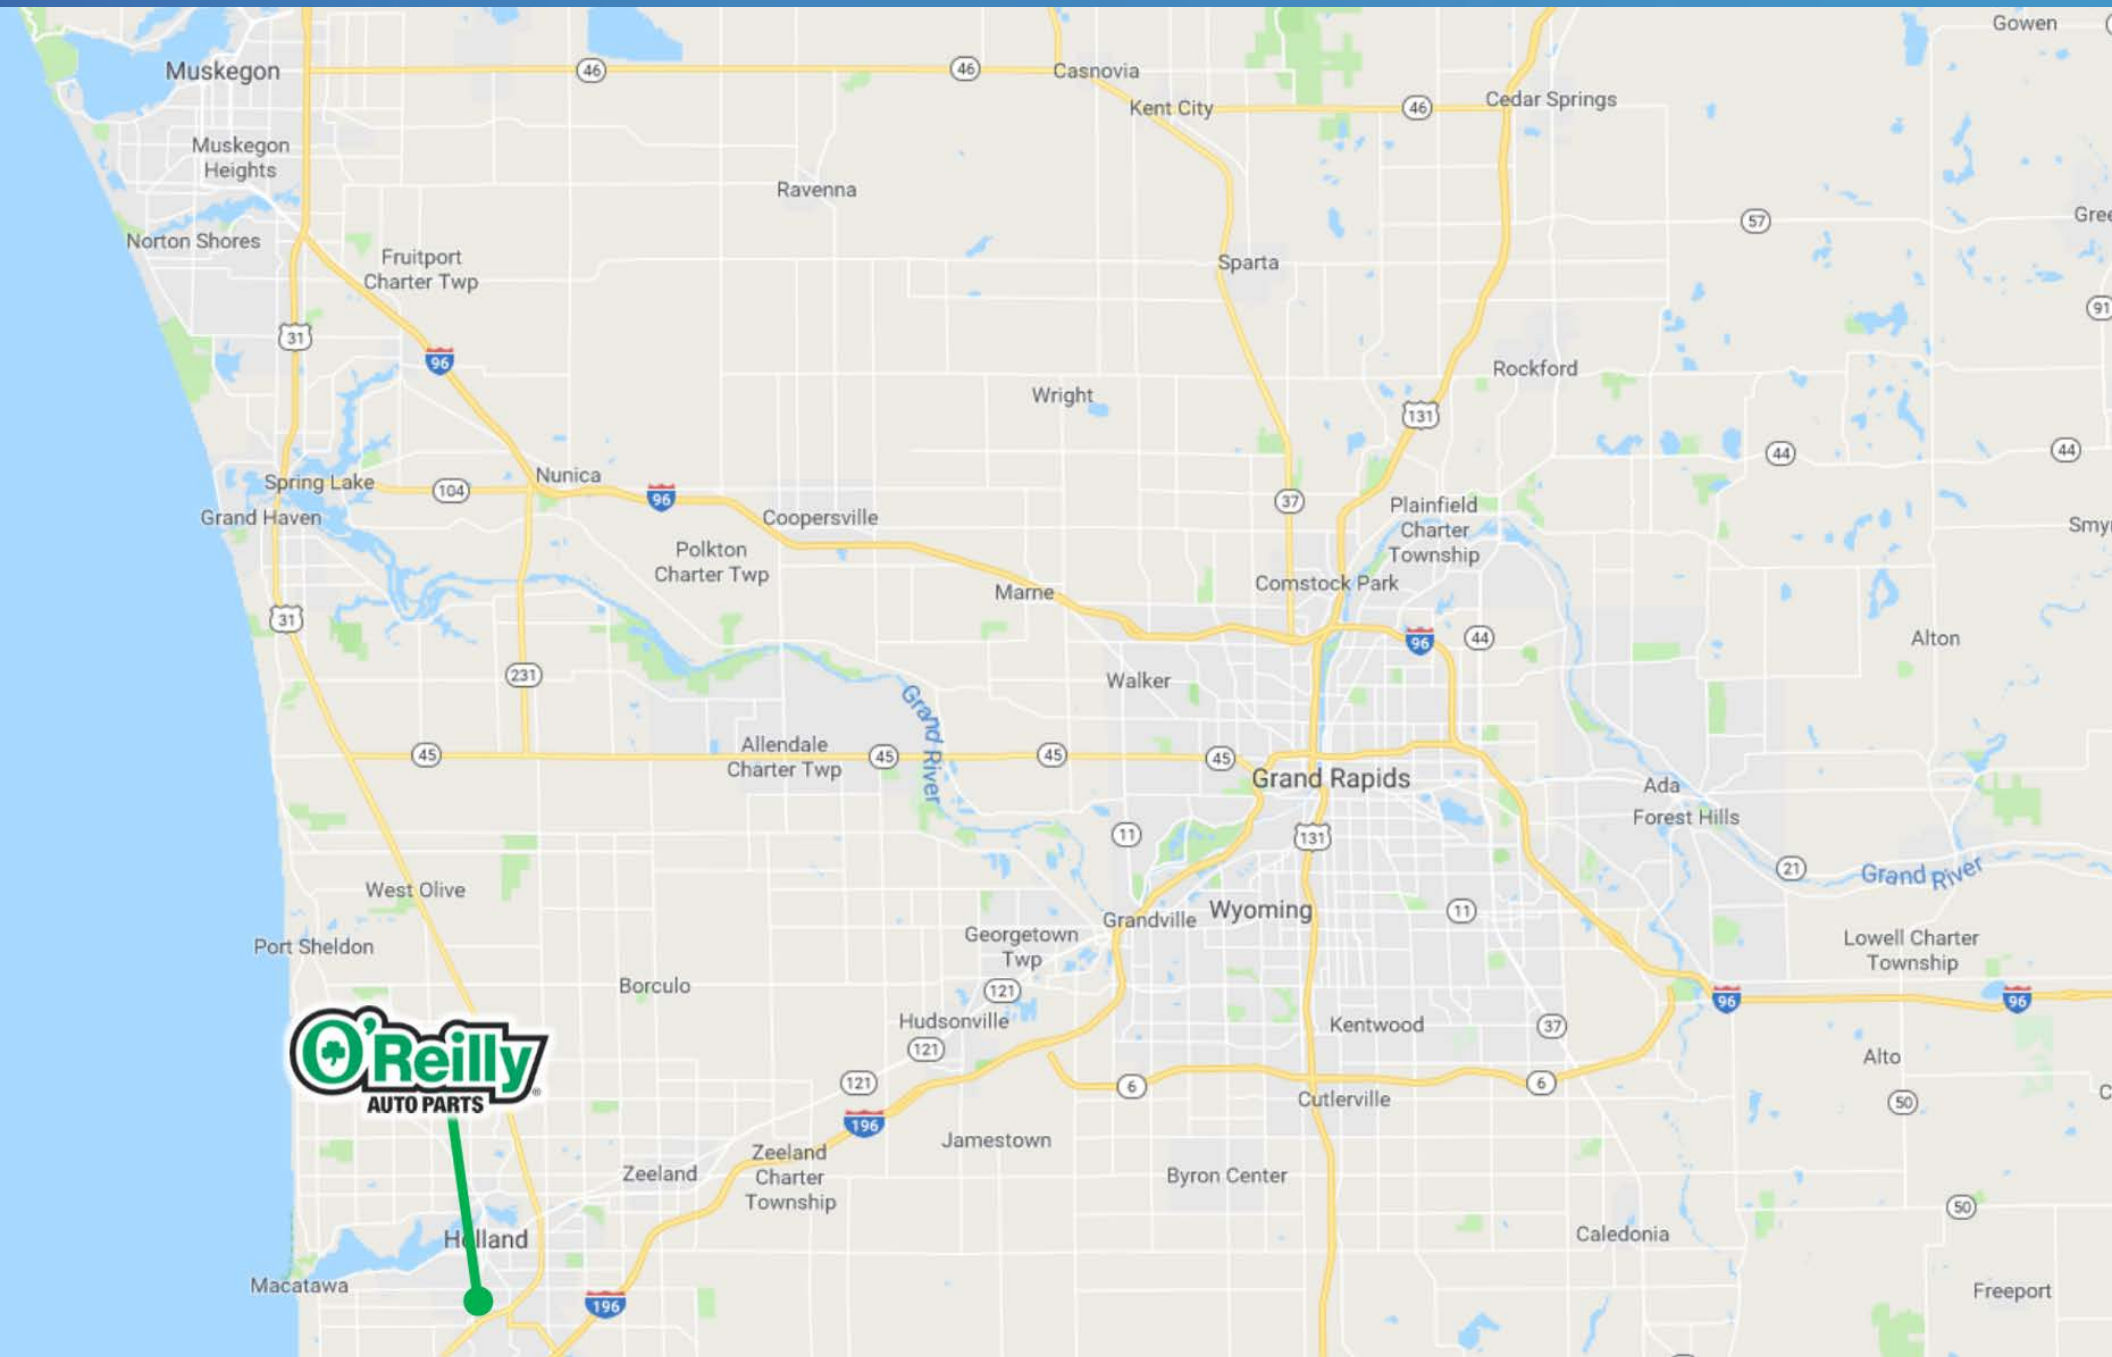 Gowen
Muskegon
46
46
Casnovia
Kent City
46
Cedar Springs
Muskegon
Heights
Ravenna
57
Gree
Norton Shores
Fruitport
Charter Twp
Sparta
91
31
96
Rockford
Wright
131
44
44
Spring Lake
104
Nunica
96
37
Plainfield
Charter
Township
Grand Haven
Coopersville
Smy
Polkton
Charter Twp
Marne
Comstock Park
31
96
44
Alton
231
Walker
Grand River
45
Allendale
Charter Twp
45
45
45
Grand Rapids
Ada
Forest Hills
11
131
21
Grand River
West Olive
Grandville
Wyoming
11
Port Sheldon
Georgetown
Twp
Lowell Charter
Township
Borculo
121
96
96
Hudsonville
Kentwood
37
121
O'Reilly®
AUTO PARTS
121
6
6
Alto
Cutlerville
50
C
196
Jamestown
Zeeland
Zeeland
Charter
Township
Byron Center
50
Holland
Caledonia
Macatawa
196
Freeport